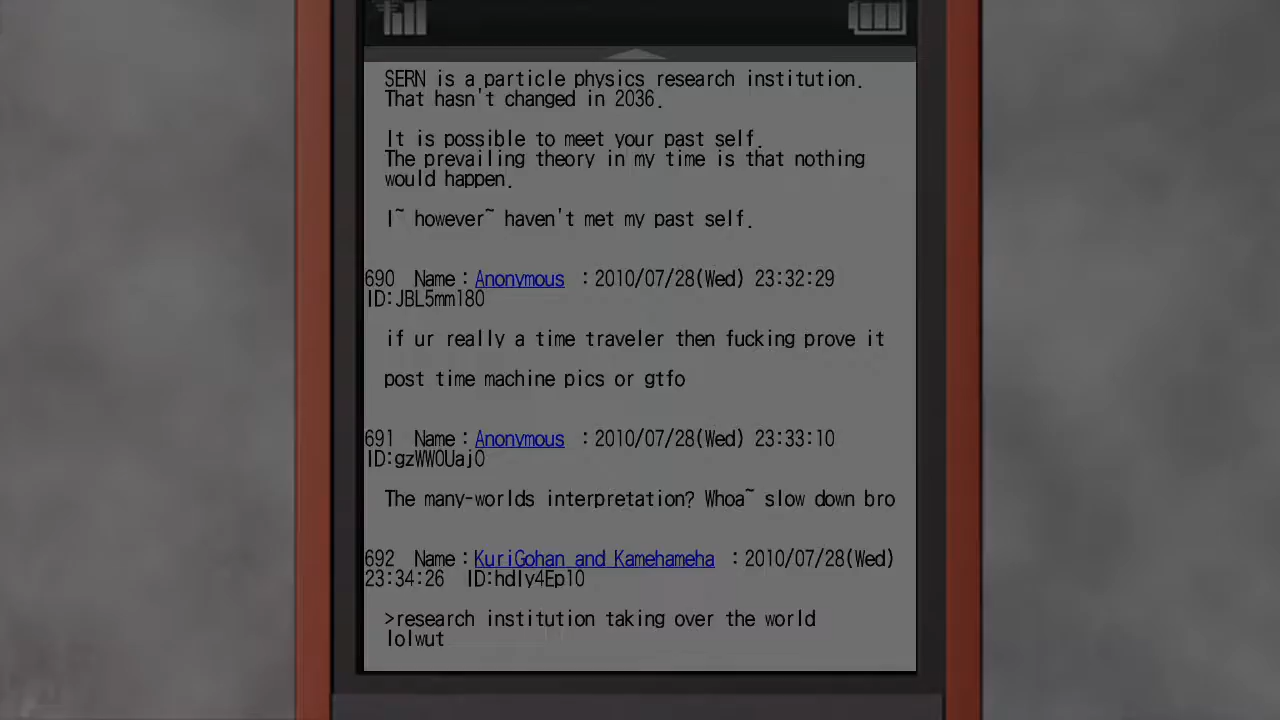 SERN is a particle physics research institution.
That hasn't changed in 2036.
It is possible to meet your past self.
The prevailing theory in my time is that nothing
would happen.
I~ however~ haven't met my past self.
690 Name：Anonymous ：2010/07/28(Wed) 23:32:29
ID:JBL5mml80
if ur really a time traveler then fucking prove it
post time machine pics or gtfo
691 Name：Anonymous ：2010/07/28(Wed) 23:33:10
ID:gzWWOUaj0
The many-worlds interpretation? Whoa~ slow down bro
692 Name：KuriGohan and Kamehameha ：2010/07/28(Wed)
23:34:26 ID:hdly4Ep10
>research institution taking over the world
lolwut